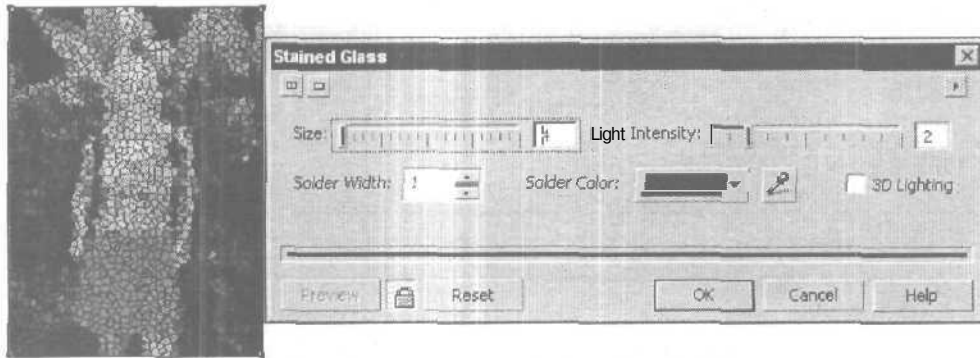 Stained Glass
Size: Light Intensity: 2
Solder Width: 1 Solder Color: 3D Lighting
Preview Reset OK Cancel Help